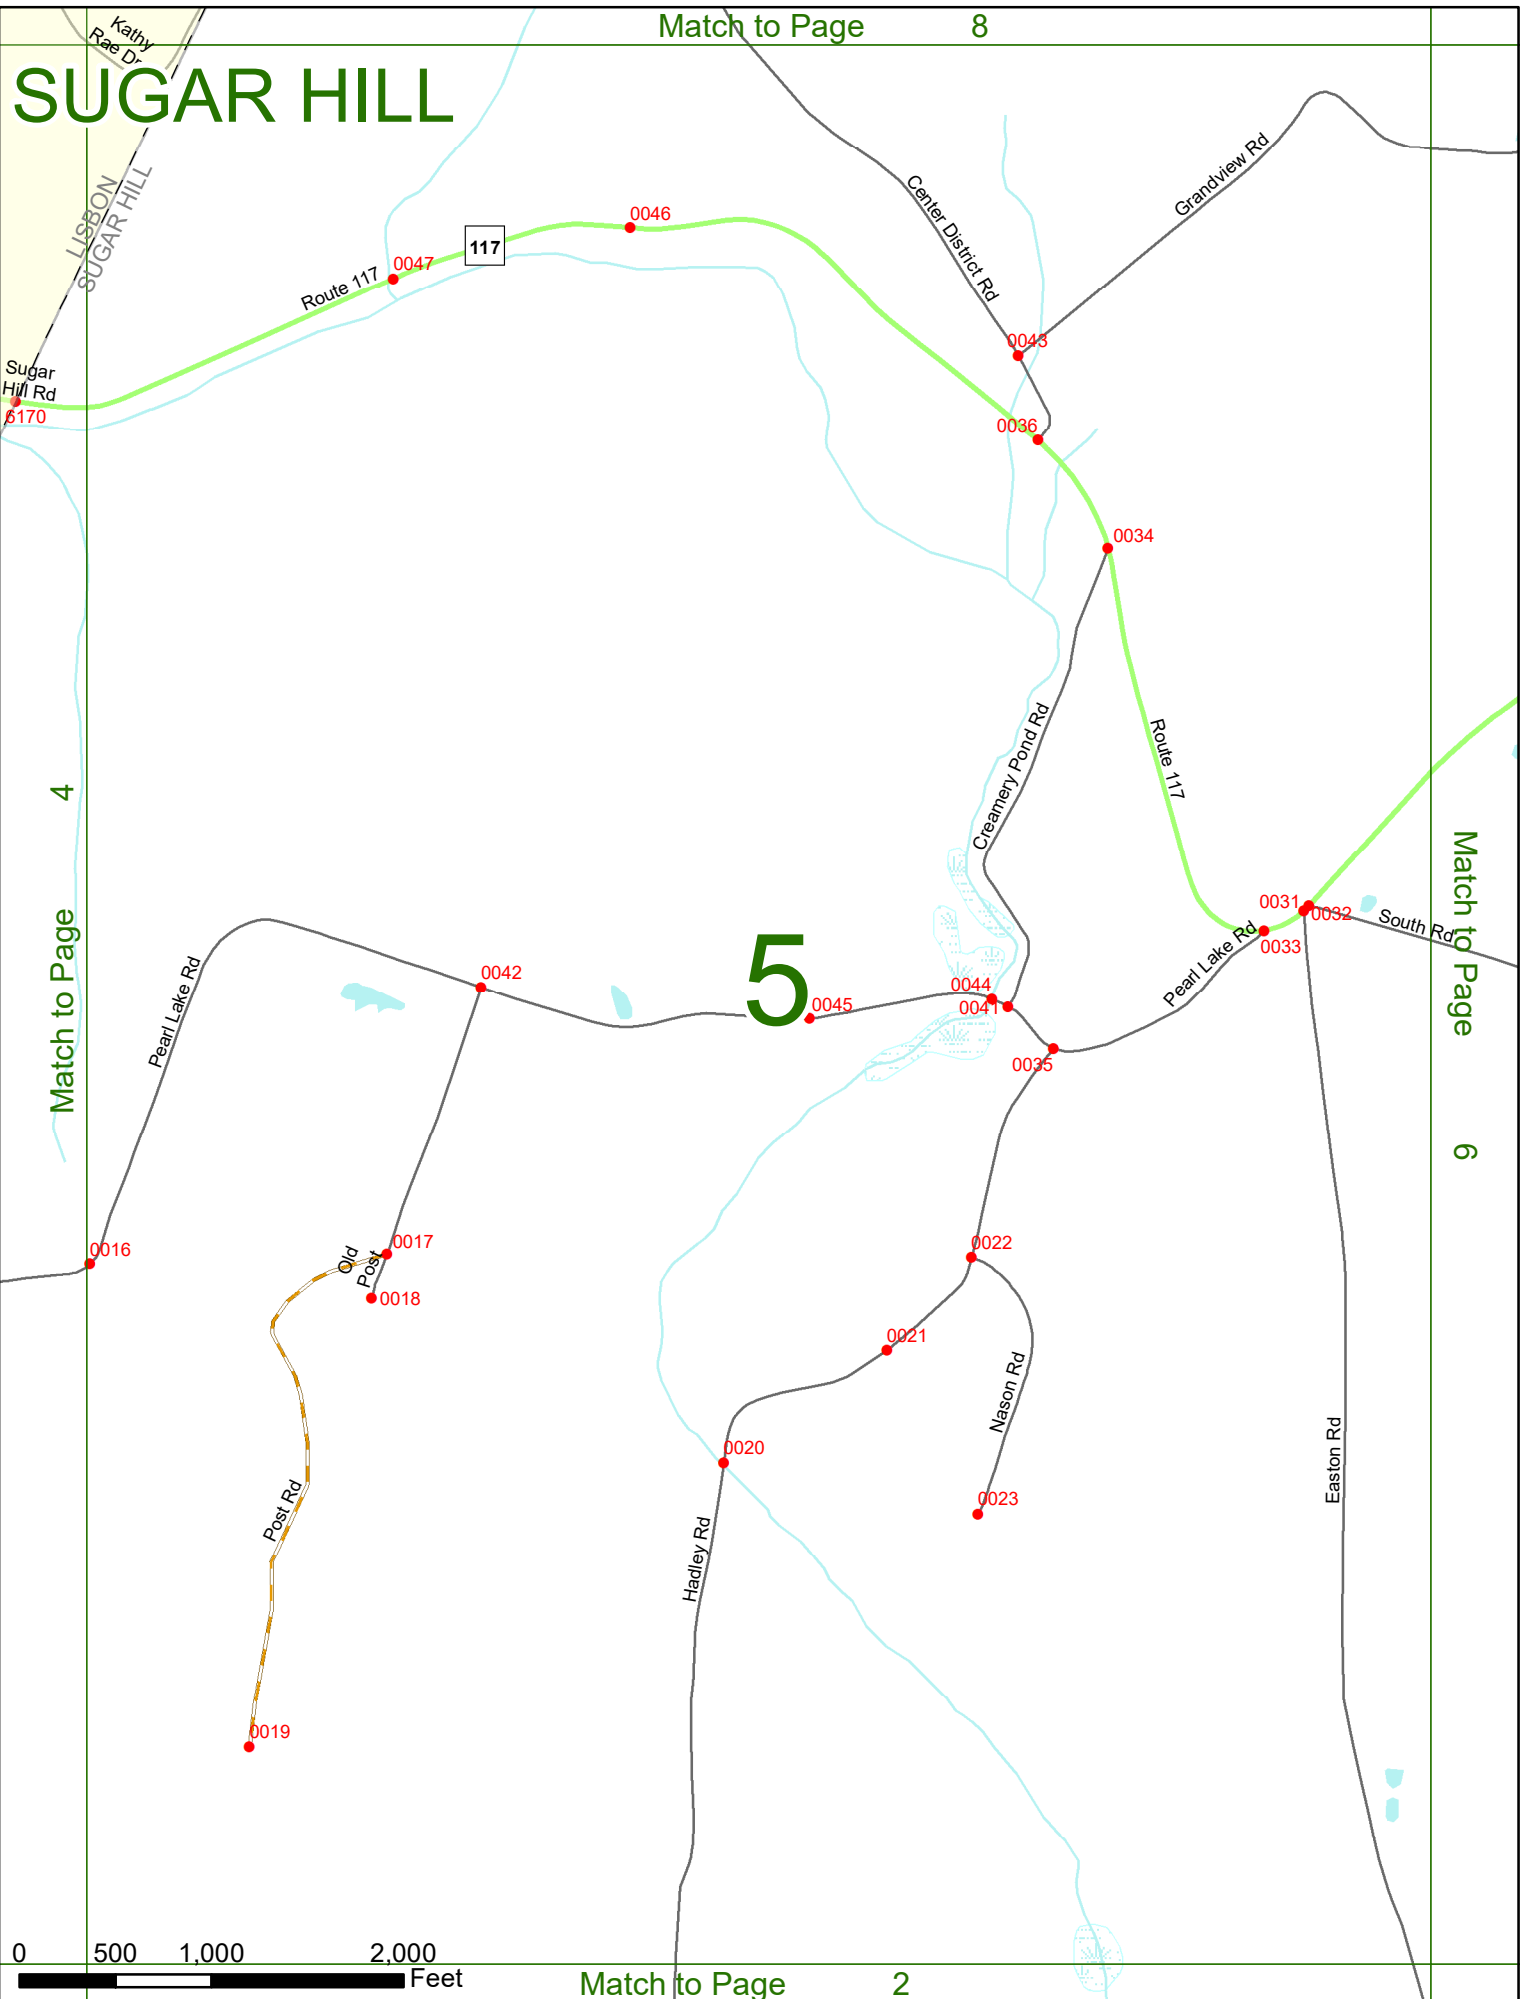 Match to Page 8
Kathy
Rae Dr
SUGAR HILL
LISBON
SUGAR HILL
Center District Rd
Grandview Rd
0046
117
0047
Route 117
0043
Sugar
Hill Rd
6170
0036
0034
Creamery Pond Rd
Route 117
4
Match to Page
Match to Page
6
0031
0032
South Rd
0033
Pearl Lake Rd
Pearl Lake Rd
0042
5
0044
0045
0041
0035
0016
Old
Post
0017
0018
0022
0021
Nason Rd
0020
0023
Easton Rd
Post Rd
Hadley Rd
0019
0 500 1,000 2,000
Feet
Match to Page 2